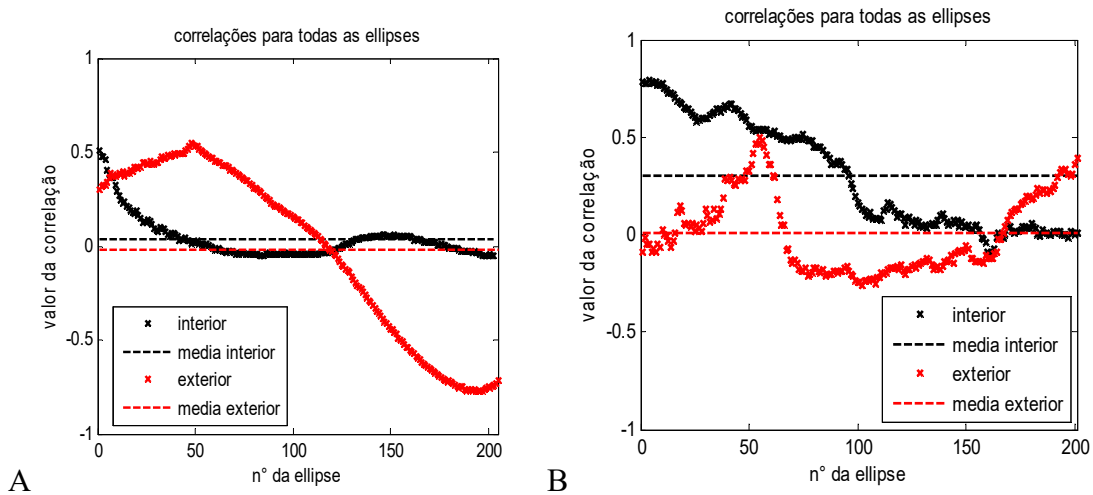 correlações para todas as ellipses
1
0.5
0
-0.5
-1
valor da correlação
interior
media interior
exterior
media exterior
0 50 100 150 200
n° da ellipse
A
correlações para todas as ellipses
1
0.5
0
-0.5
-1
valor da correlação
interior
media interior
exterior
media exterior
0 50 100 150 200
n° da ellipse
B